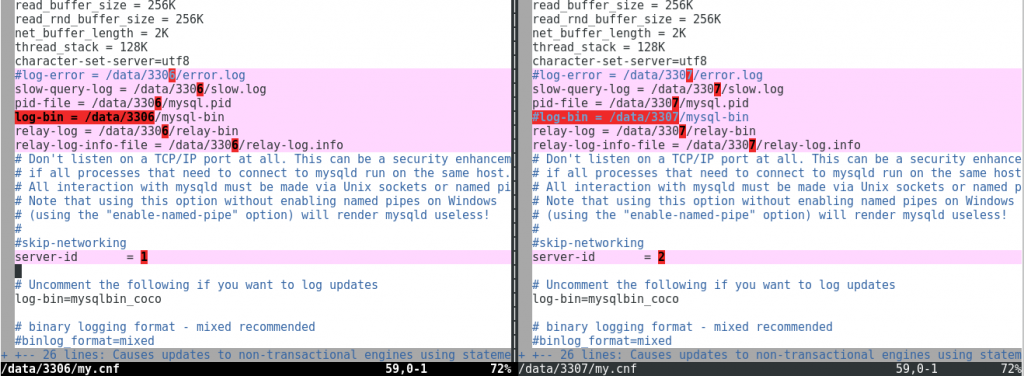 read_buffer_size = 256K
read_rnd_buffer_size = 256K
net_buffer_length = 2K
thread_stack = 128K
character-set-server=utf8
#log-error = /data/3306/error.log
slow-query-log = /data/3306/slow.log
pid-file = /data/3306/mysql.pid
log-bin = /data/3306/mysql-bin
relay-log = /data/3306/relay-bin
relay-log-info-file = /data/3306/relay-log.info
# Don't listen on a TCP/IP port at all. This can be a security enhancem
# if all processes that need to connect to mysqld run on the same host.
# All interaction with mysqld must be made via Unix sockets or named pi
# Note that using this option without enabling named pipes on Windows
# (using the "enable-named-pipe" option) will render mysqld useless!
#
#skip-networking
server-id       = 1
# Uncomment the following if you want to log updates
log-bin=mysqlbin_coco
# binary logging format - mixed recommended
#binlog_format=mixed
+ +-- 26 lines: Causes updates to non-transactional engines using stateme
/data/3306/my.cnf 59,0-1 72%
read_buffer_size = 256K
read_rnd_buffer_size = 256K
net_buffer_length = 2K
thread_stack = 128K
character-set-server=utf8
#log-error = /data/3307/error.log
slow-query-log = /data/3307/slow.log
pid-file = /data/3307/mysql.pid
#log-bin = /data/3307/mysql-bin
relay-log = /data/3307/relay-bin
relay-log-info-file = /data/3307/relay-log.info
# Don't listen on a TCP/IP port at all. This can be a security enhance
# if all processes that need to connect to mysqld run on the same host
# All interaction with mysqld must be made via Unix sockets or named p
# Note that using this option without enabling named pipes on Windows
# (using the "enable-named-pipe" option) will render mysqld useless!
#
#skip-networking
server-id       = 2
# Uncomment the following if you want to log updates
log-bin=mysqlbin_coco
# binary logging format - mixed recommended
#binlog_format=mixed
+ +-- 26 lines: Causes updates to non-transactional engines using statem
/data/3307/my.cnf 59,0-1 72%